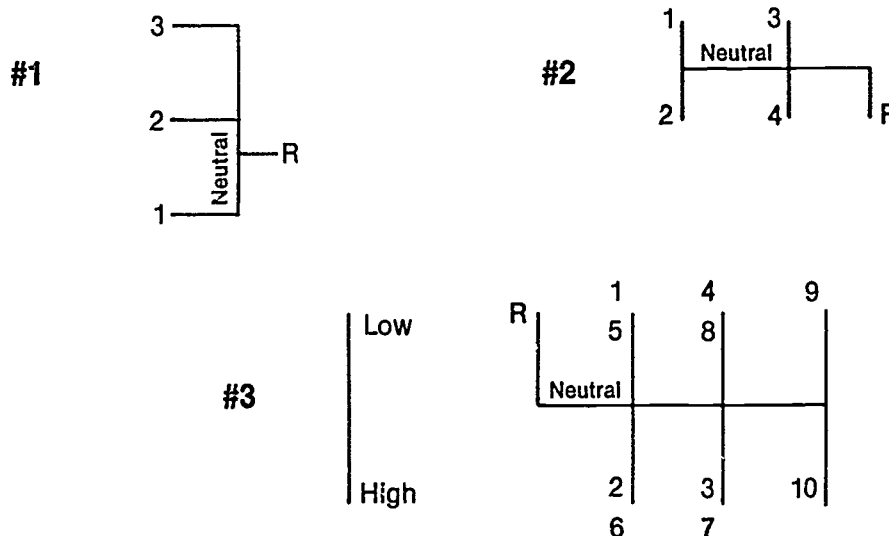 #1
3
2
1
Neutral
R
#2
1 3
Neutral
2 4
R
#3
Low
High
1 4 9
R 5 8
Neutral
2 3 10
6 7